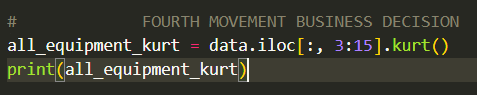 #             FOURTH MOVEMENT BUSINESS DECISION
all_equipment_kurt = data.iloc[:, 3:15].kurt()
print(all_equipment_kurt)